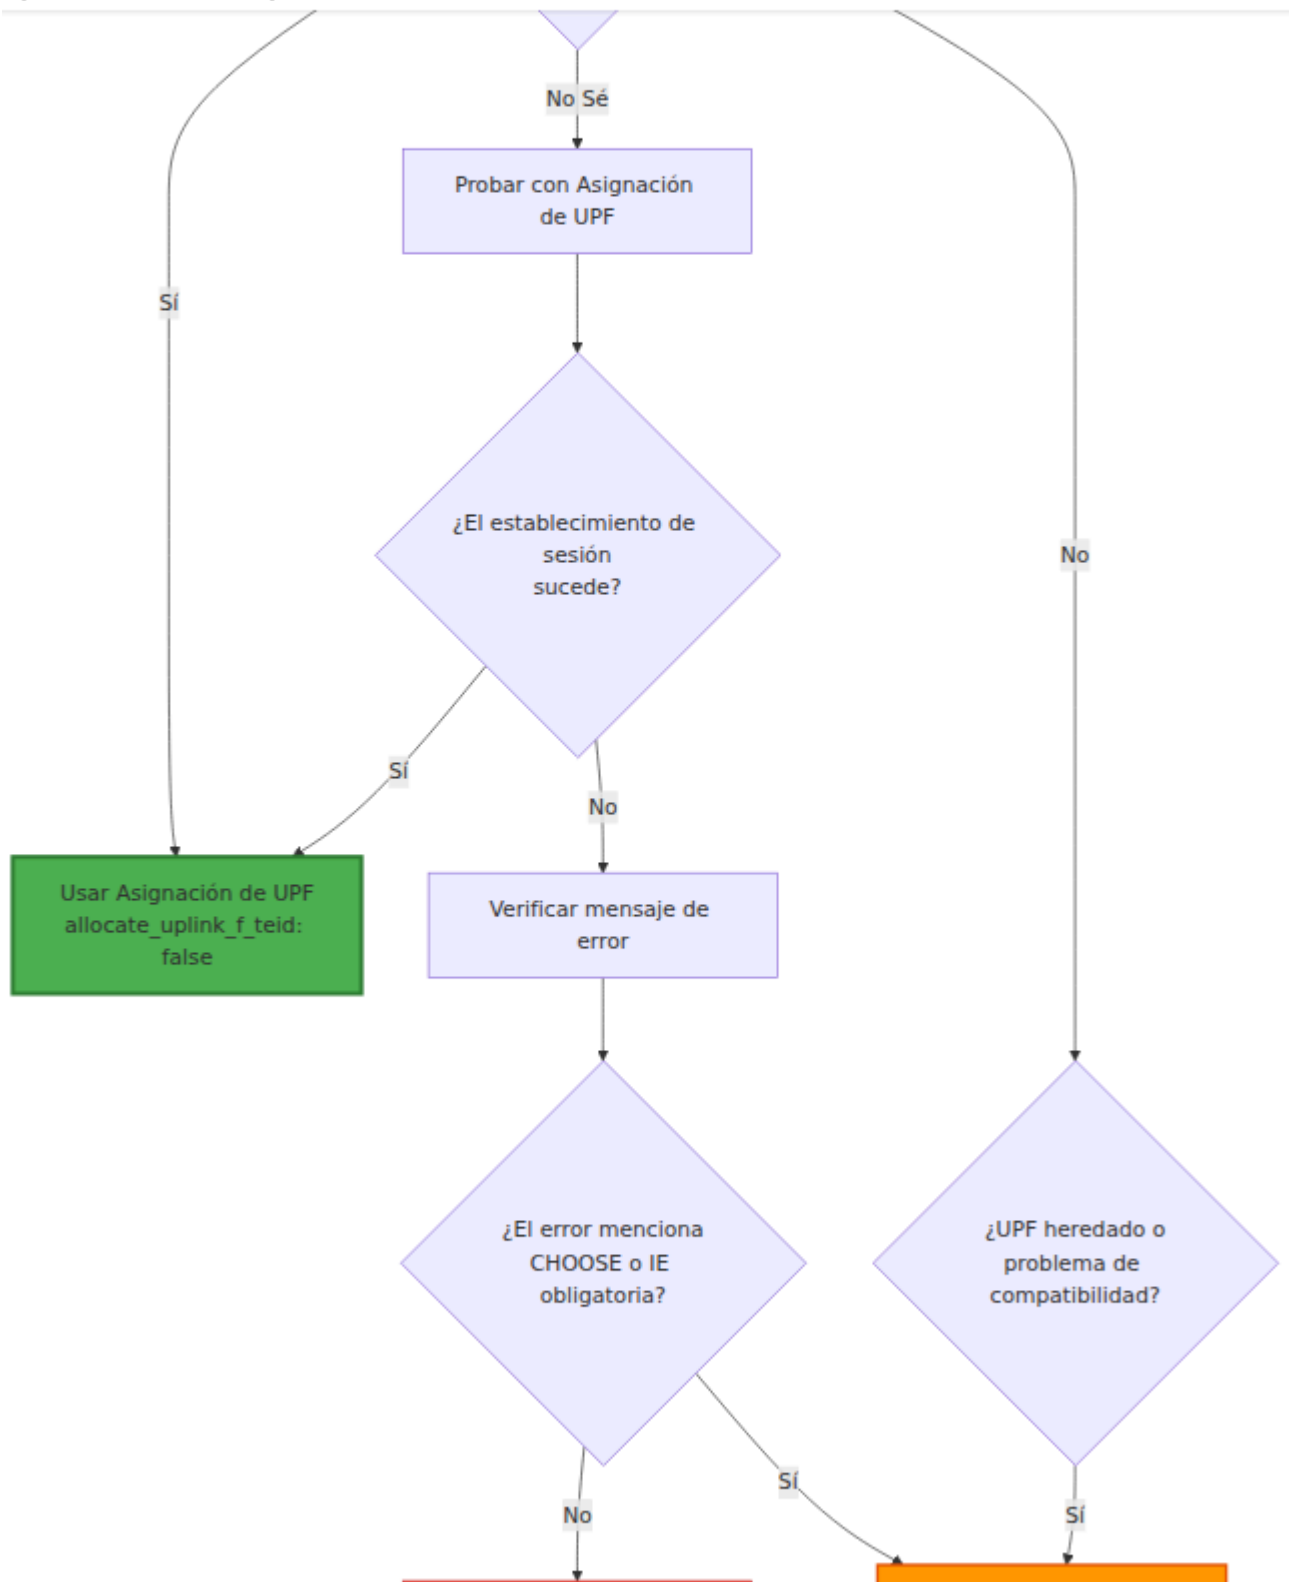 No Sé
Probar con Asignación
de UPF
Sí
¿El establecimiento de
sesión
sucede?
No
Sí
No
Usar Asignación de UPF
allocate_uplink_f_teid:
false
Verificar mensaje de
error
¿El error menciona
CHOOSE o IE
obligatoria?
¿UPF heredado o
problema de
compatibilidad?
Sí
No
Sí